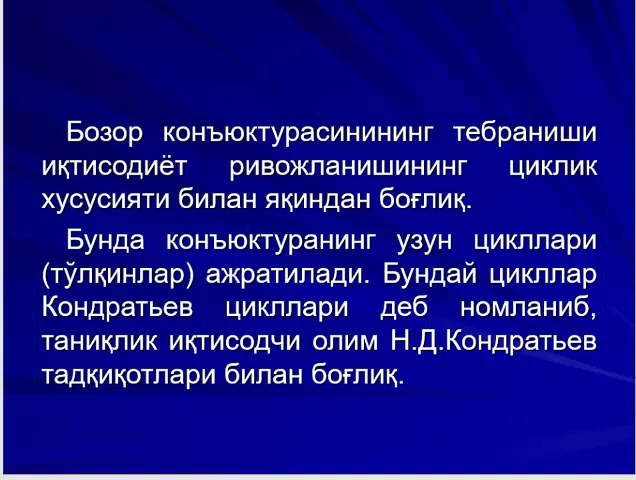 Бозор конъюктурасинининг тебраниши
иқтисодиёт ривожланишининг циклик
хусусияти билан яқиндан боғлиқ.
Бунда конъюктуранинг узун цикллари
(тўлқинлар) ажратилади. Бундай цикллар
Кондратьев цикллари деб номланиб,
таниқлик иқтисодчи олим Н.Д.Кондратьев
тадқиқотлари билан боғлиқ.